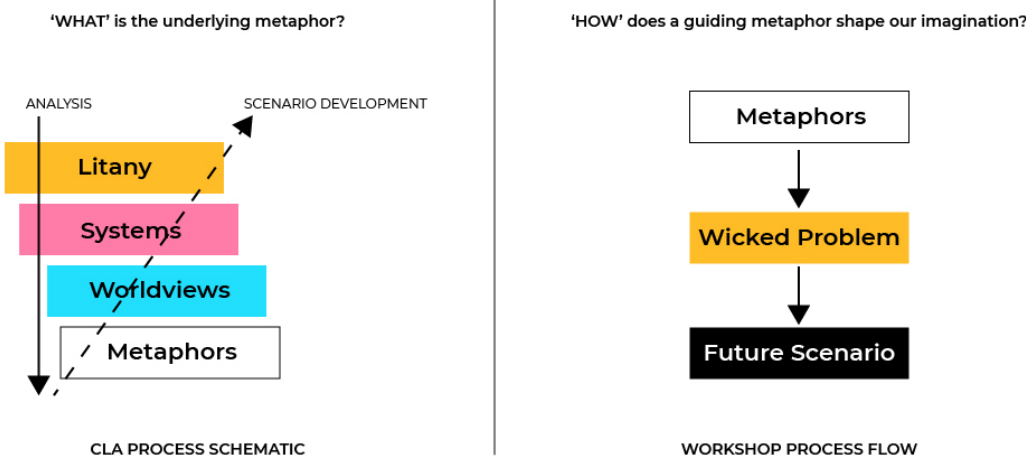 ‘WHAT’ is the underlying metaphor?
ANALYSIS
SCENARIO DEVELOPMENT
Litany
Systems
Worldviews
Metaphors
CLA PROCESS SCHEMATIC
‘HOW’ does a guiding metaphor shape our imagination?
Metaphors
Wicked Problem
Future Scenario
WORKSHOP PROCESS FLOW